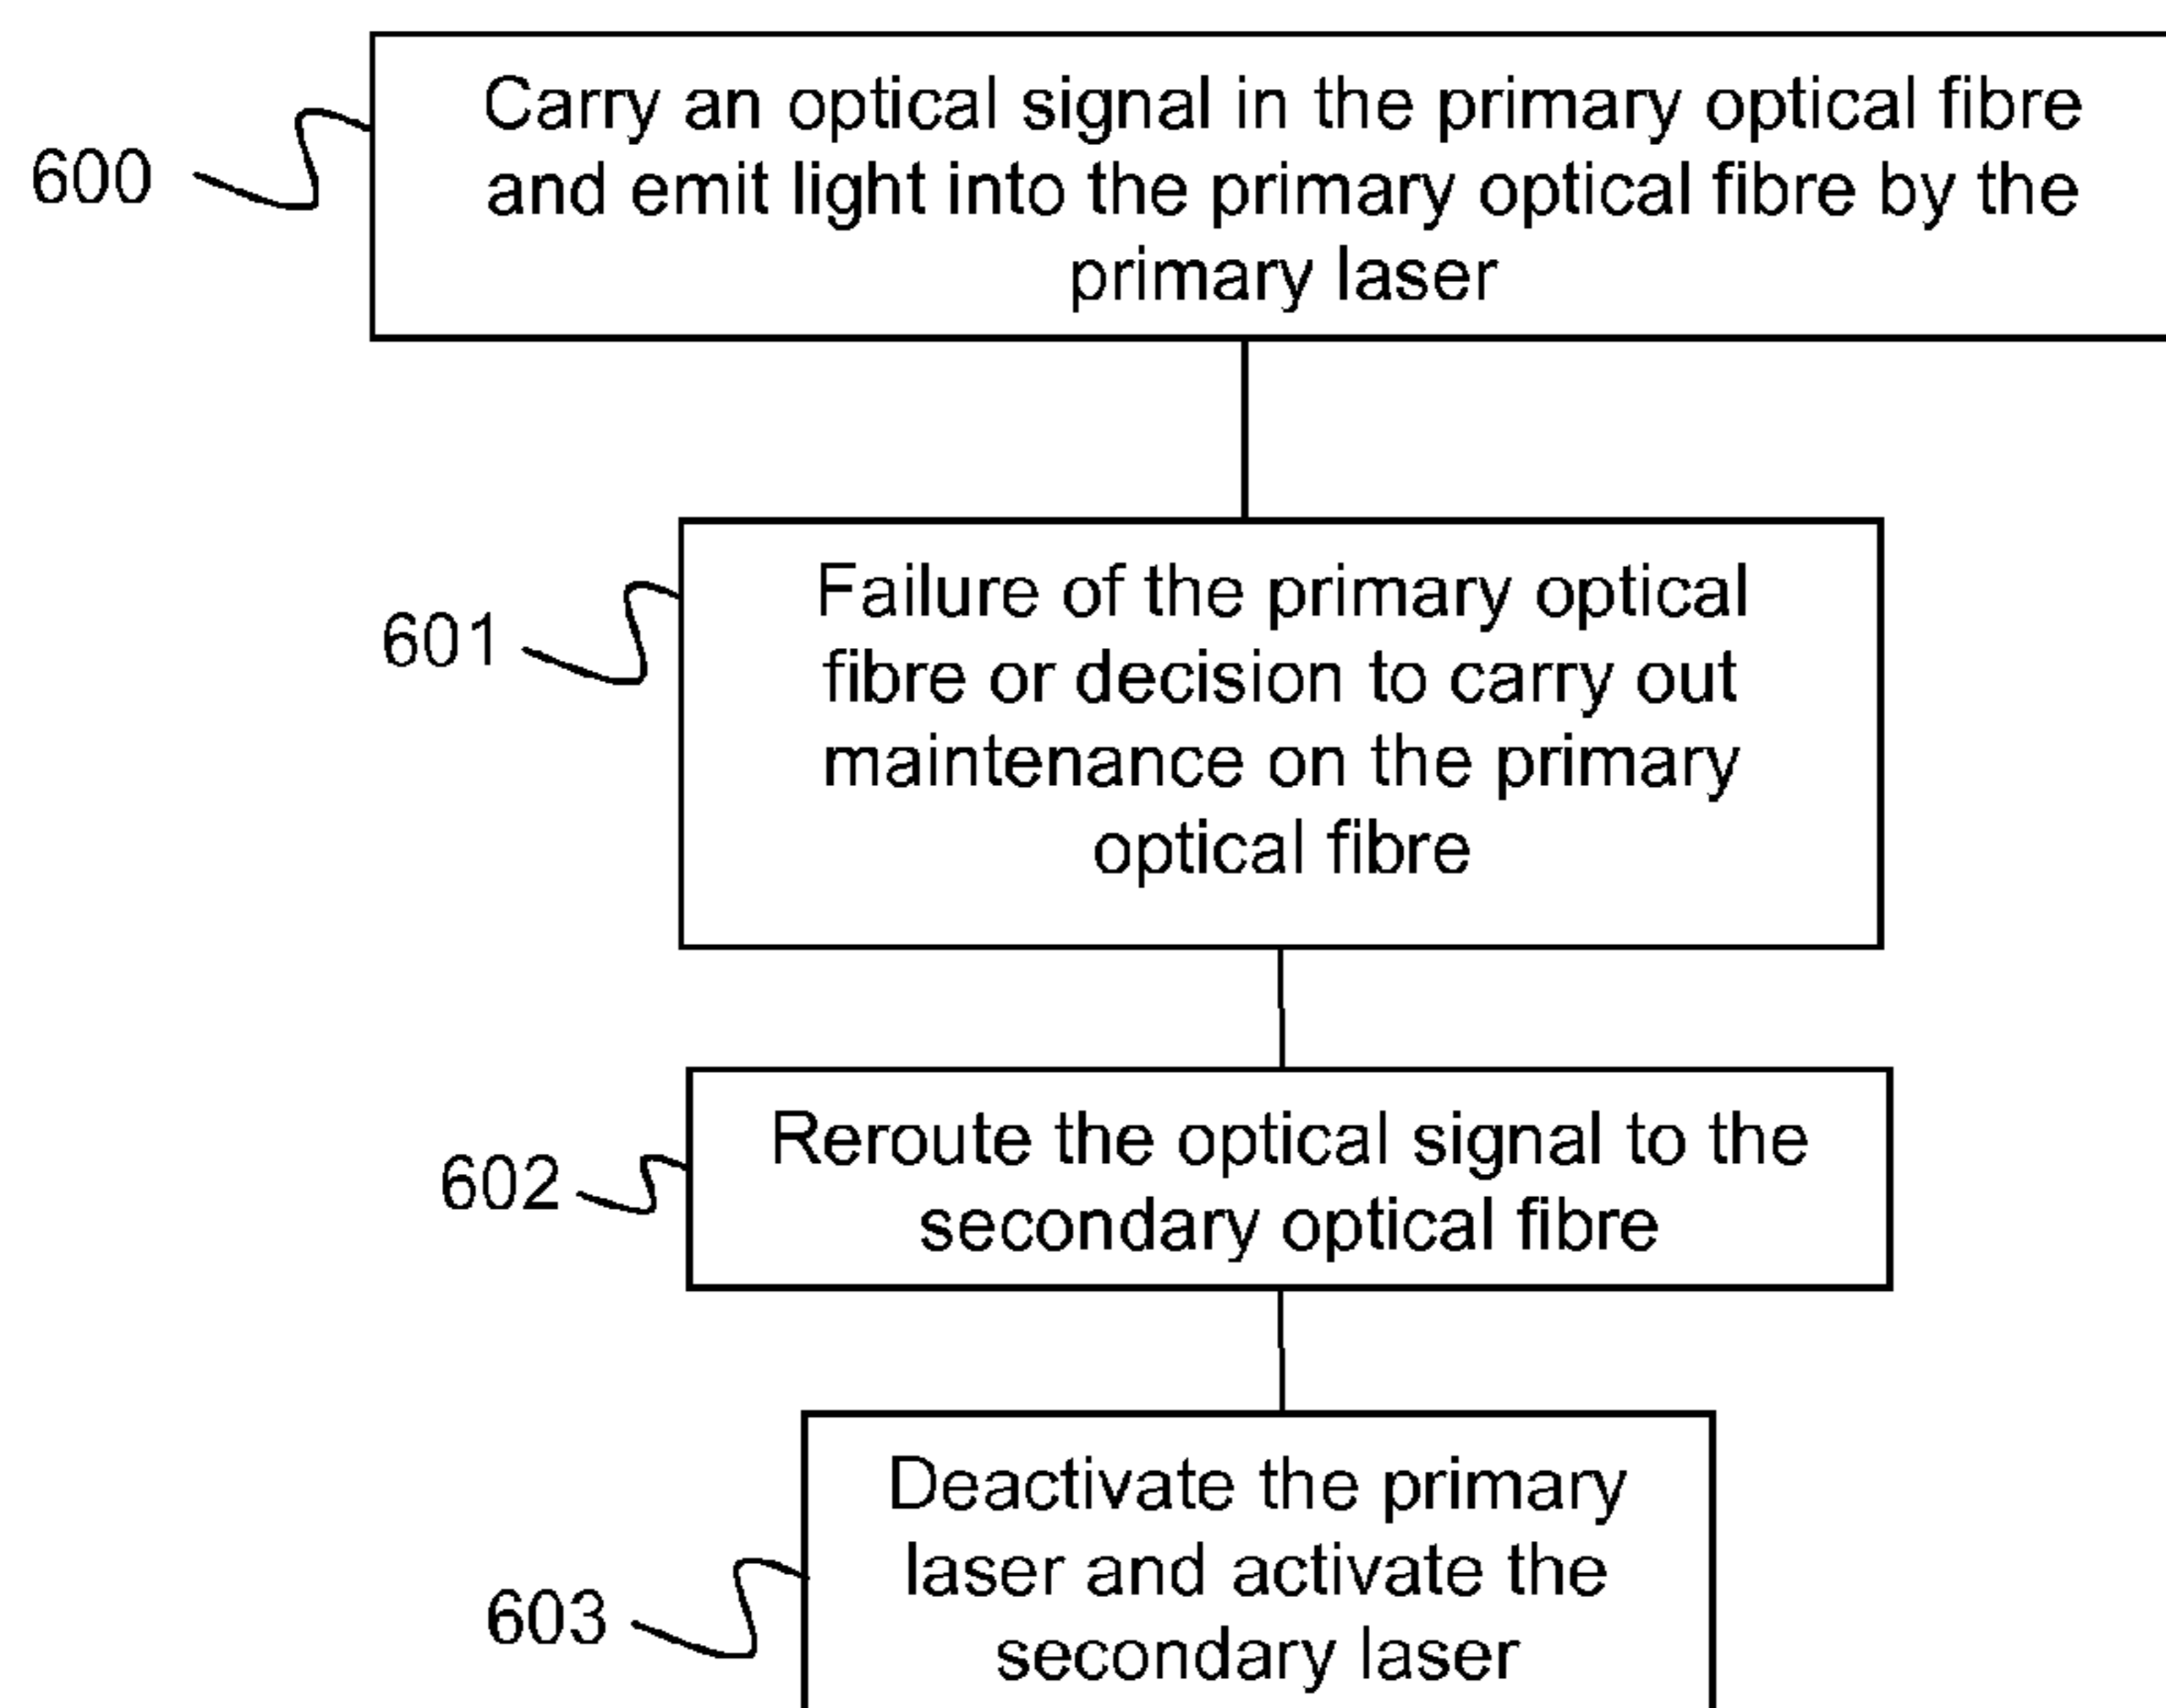 Carry an optical signal in the primary optical fibre
and emit light into the primary optical fibre by the
primary laser
600
Failure of the primary optical
fibre or decision to carry out
maintenance on the primary
optical fibre
601
Reroute the optical signal to the
secondary optical fibre
602
Deactivate the primary
laser and activate the
secondary laser
603